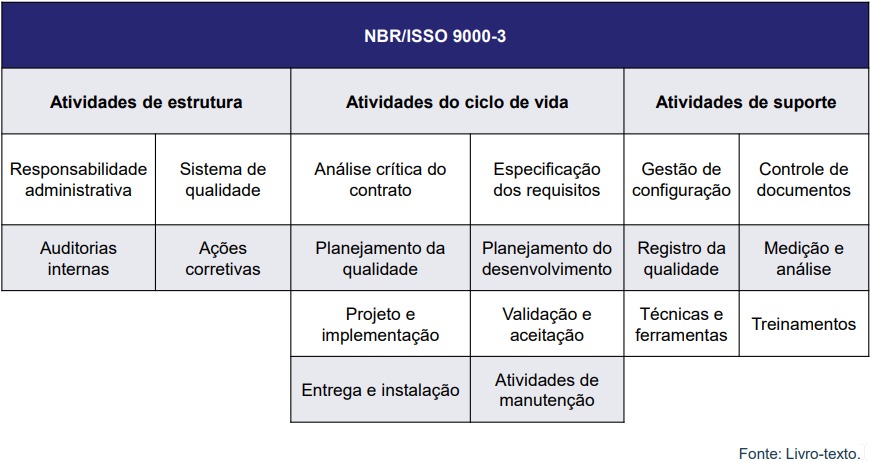 NBR/ISSO 9000-3
Atividades de estrutura
Atividades do ciclo de vida
Atividades de suporte
Responsabilidade
administrativa
Sistema de
qualidade
Análise crítica do
contrato
Especificação
dos requisitos
Gestão de
configuração
Controle de
documentos
Auditorias
internas
Ações
corretivas
Planejamento da
qualidade
Planejamento do
desenvolvimento
Registro da
qualidade
Medição e
análise
Projeto e
implementação
Validação e
aceitação
Técnicas e
ferramentas
Treinamentos
Entrega e instalação
Atividades de
manutenção
Fonte: Livro-texto.